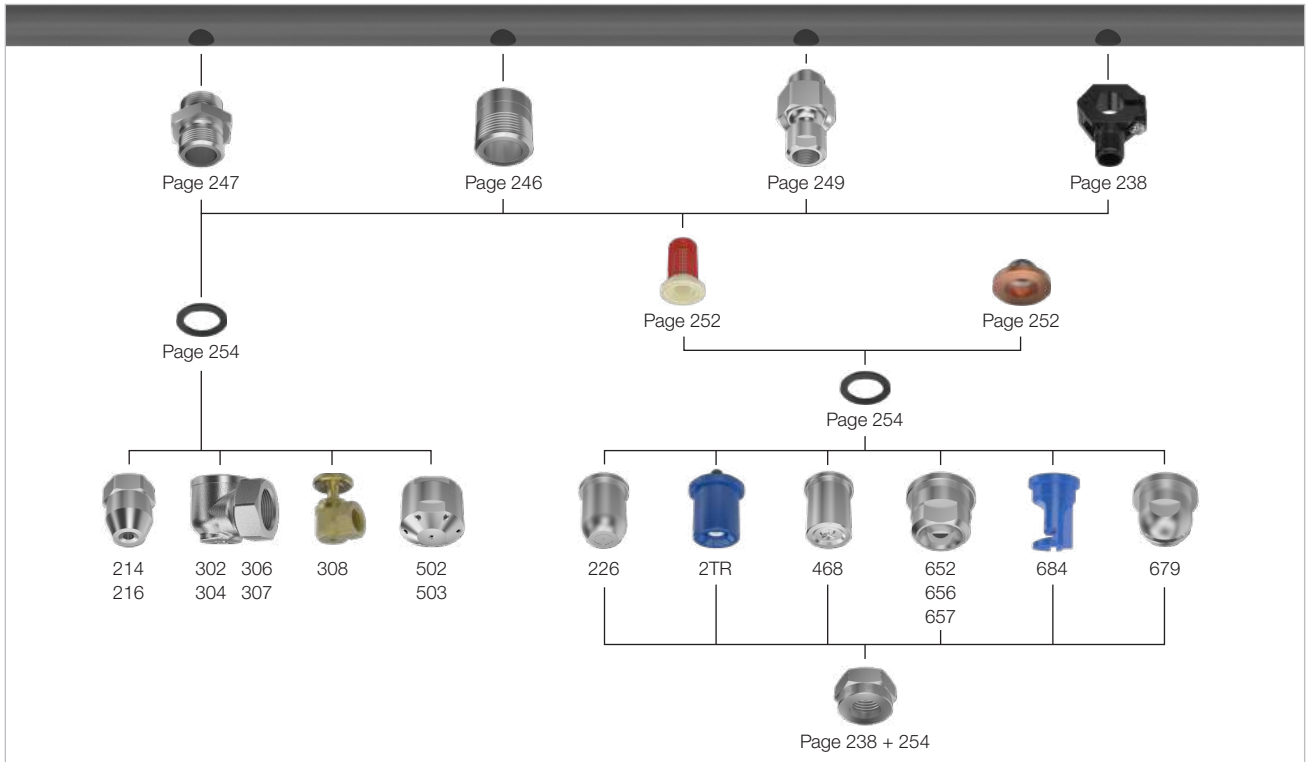 Page 247 Page 246 Page 249 Page 238
Page 252 Page 252
Page 254
Page 254
214 302 306 308 502 226 2TR 468 652 684 679
216 304 307 503 656
657
Page 238 + 254